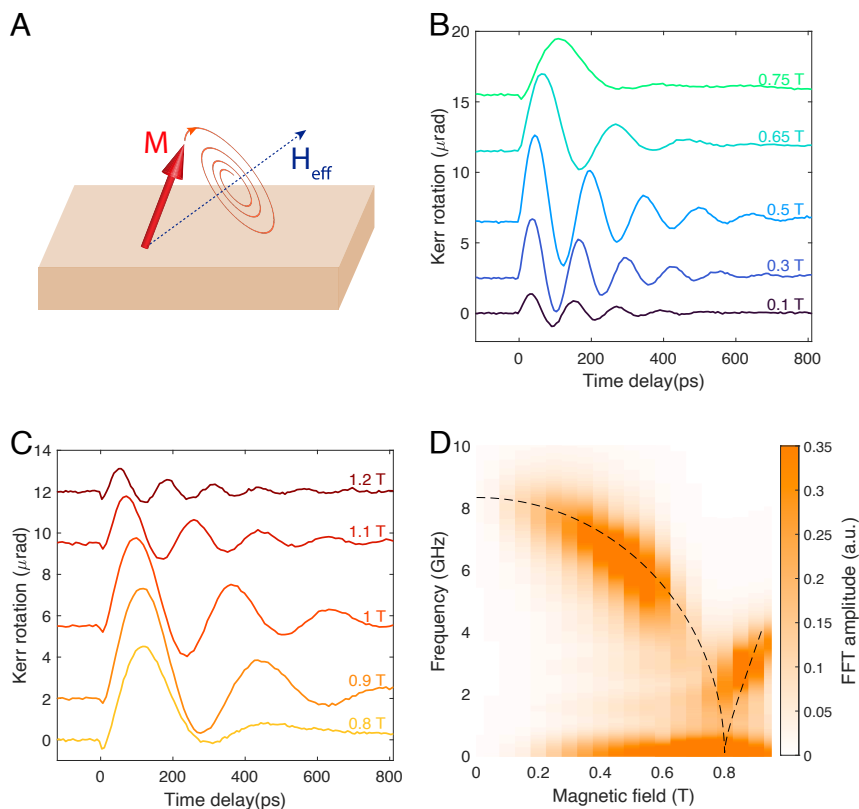 A
M
H
eff
B
20
15
10
5
0
Kerr rotation (μrad)
0.75 T
0.65 T
0.5 T
0.3 T
0.1 T
0 200 400 600 800
Time delay(ps)
C
14
12
10
8
6
4
2
0
Kerr rotation (μrad)
1.2 T
1.1 T
1 T
0.9 T
0.8 T
0 200 400 600 800
Time delay(ps)
D
10
8
6
4
2
0
Frequency (GHz)
0 0.2 0.4 0.6 0.8
Magnetic field (T)
0.35
0.3
0.25
0.2
0.15
0.1
0.05
0
FFT amplitude (a.u.)